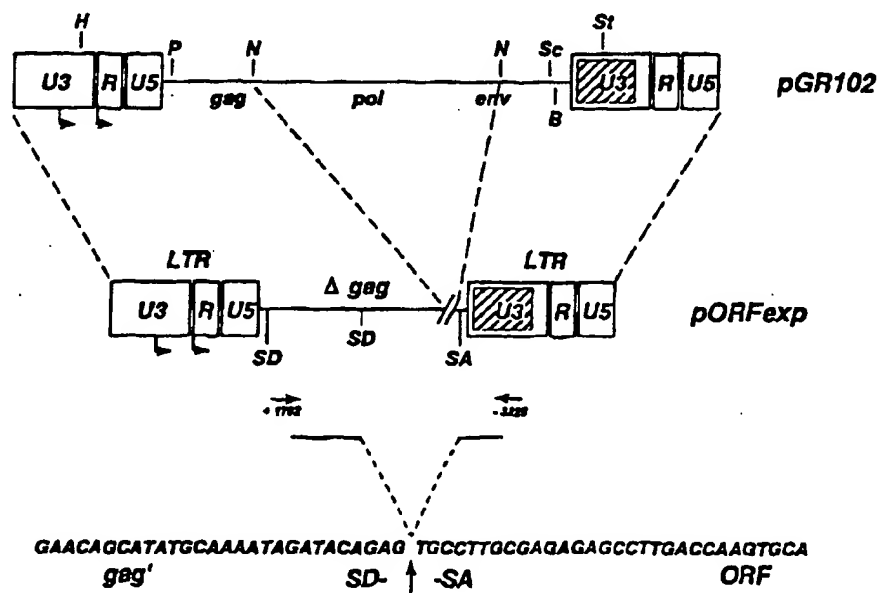 H St
P N N Sc
U3 R U5 U3 R U5 pGR102
gag pol env
B
LTR LTR
Δ gag
U3 R U5 U3 R U5 pORFexp
SD SD SA
GAACAGCATATGCAAAATAGATACAGAG TGCCTTGCGAGAGAGCCTTGACCAAGTGCA
gag' SD- -SA ORF